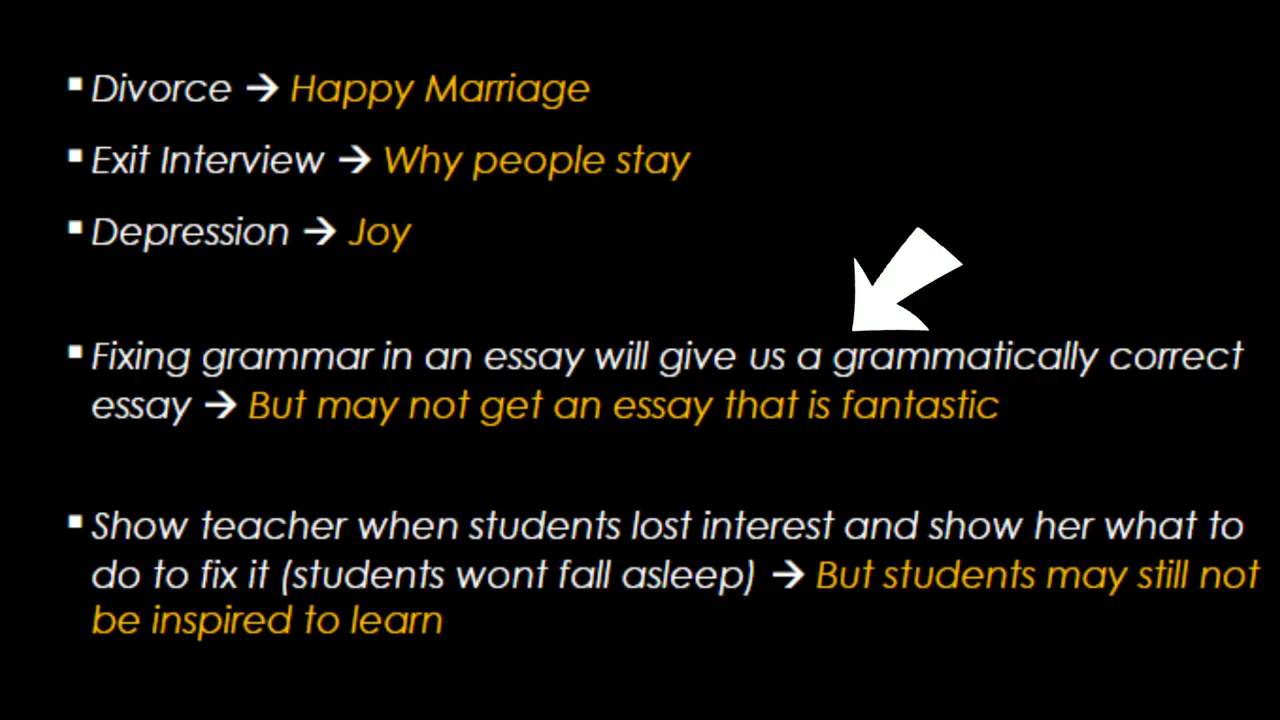 ▪ Divorce → Happy Marriage
▪ Exit Interview → Why people stay
▪ Depression → Joy
▪ Fixing grammar in an essay will give us a grammatically correct
essay → But may not get an essay that is fantastic
▪ Show teacher when students lost interest and show her what to
do to fix it (students wont fall asleep) → But students may still not
be inspired to learn